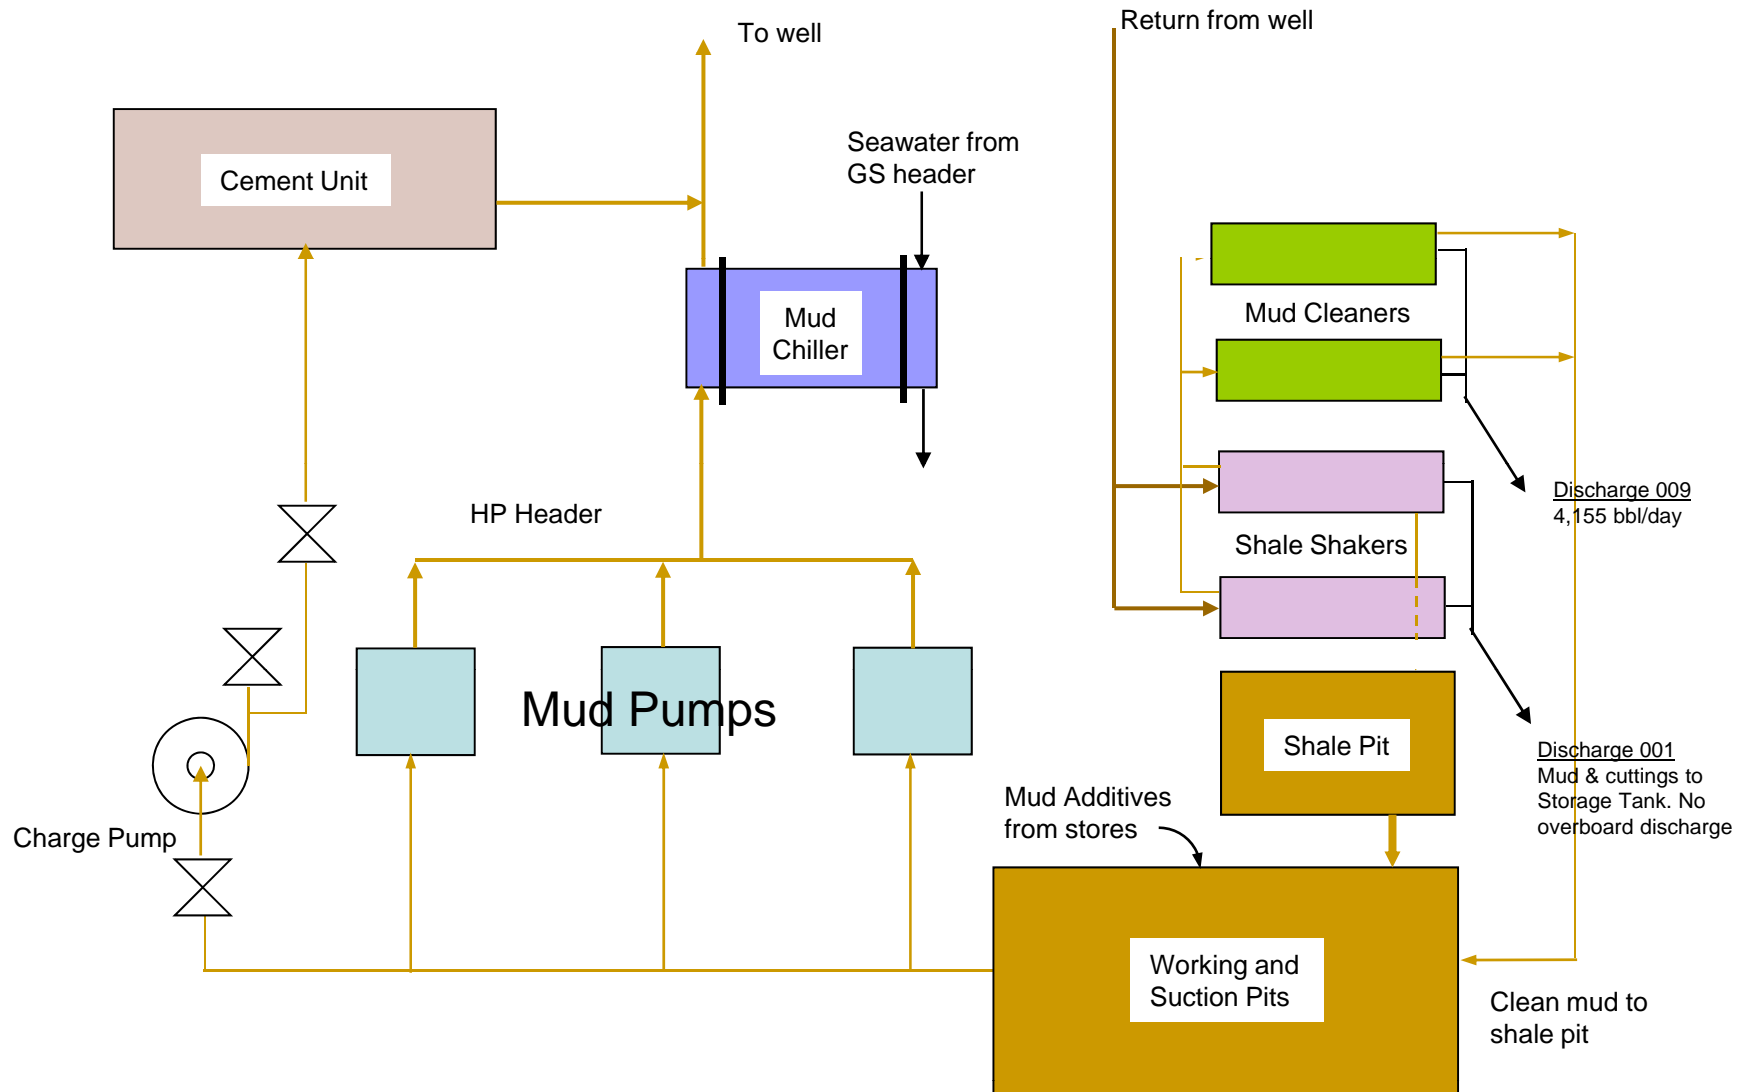 To well
Return from well
Seawater from
GS header
Cement Unit
Mud
Chiller
Mud Cleaners
HP Header
Discharge 009
4,155 bbl/day
Shale Shakers
Mud Pumps
Shale Pit
Discharge 001
Mud & cuttings to
Storage Tank. No
overboard discharge
Mud Additives
from stores
Charge Pump
Working and
Suction Pits
Clean mud to
shale pit